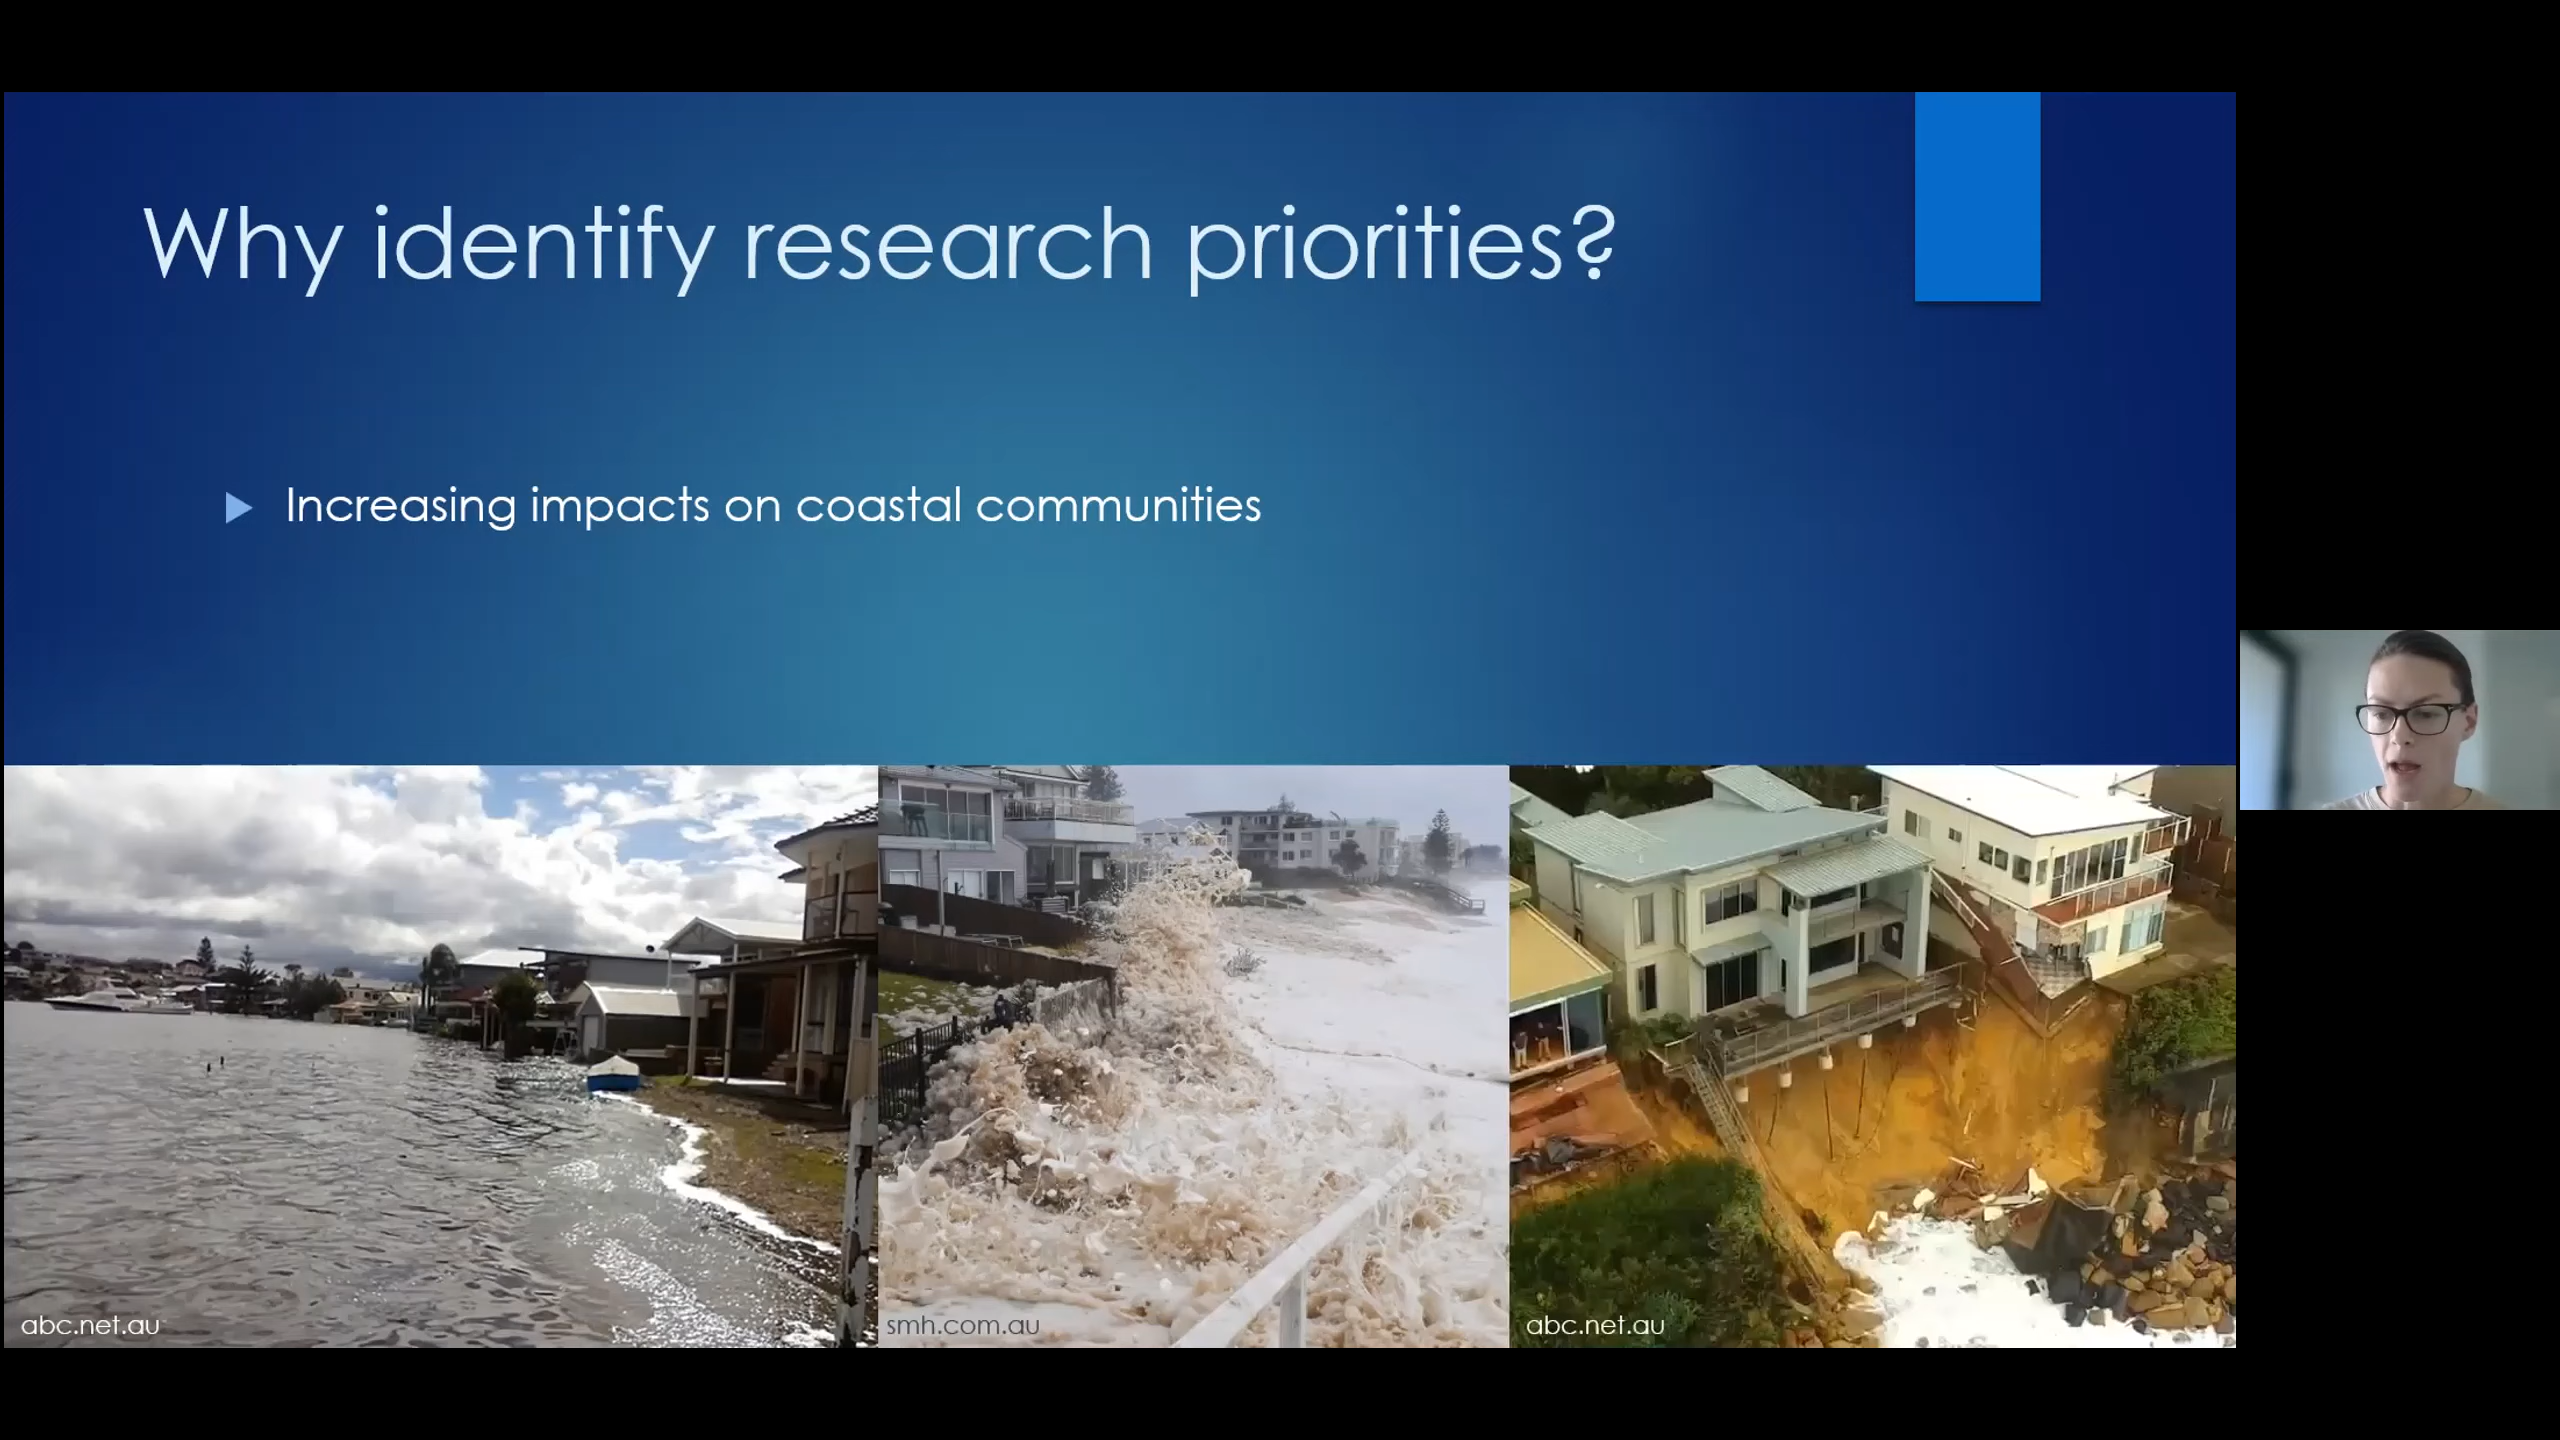 Why identify research priorities?
Increasing impacts on coastal communities
abc.net.au
smh.com.au
abc.net.au